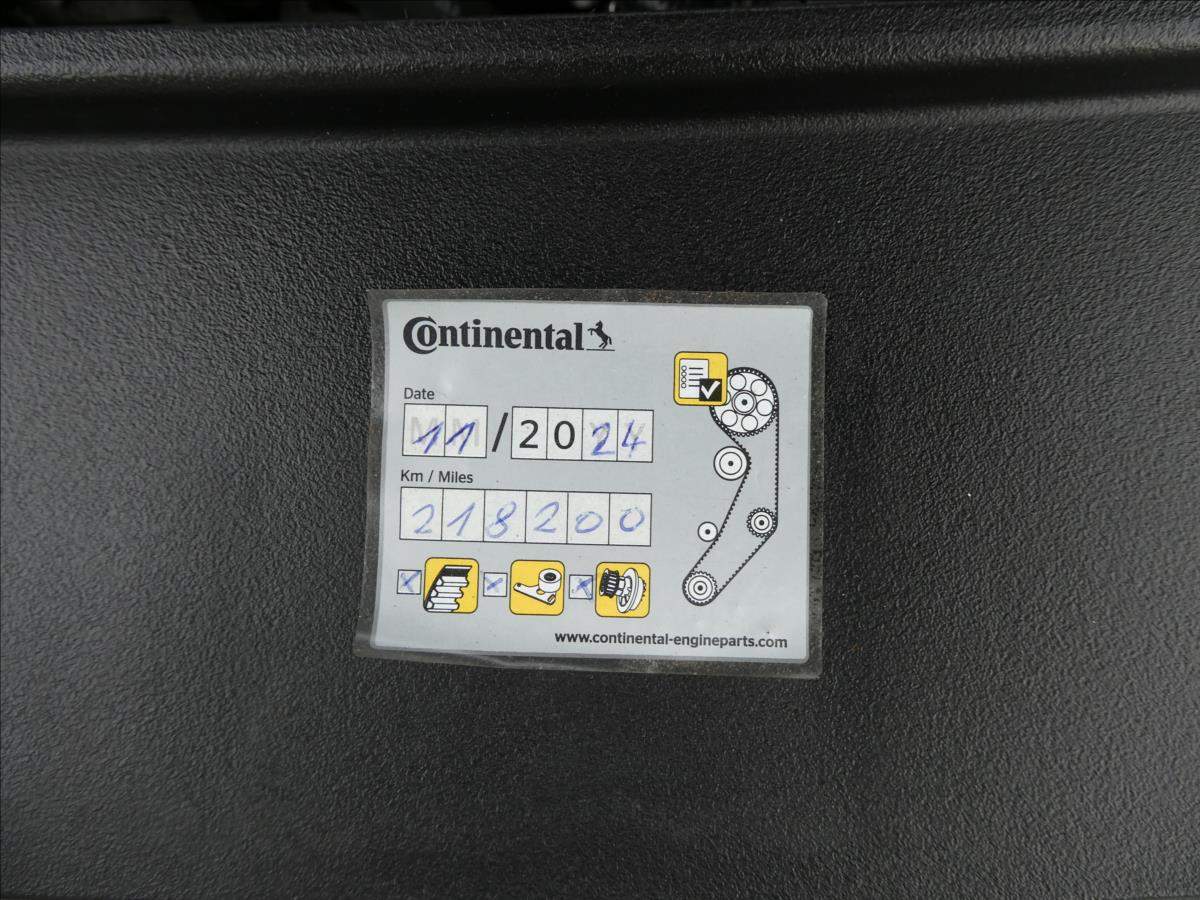 Continental
Date
11/2024
Km / Miles
218200
www.continental-engineparts.com